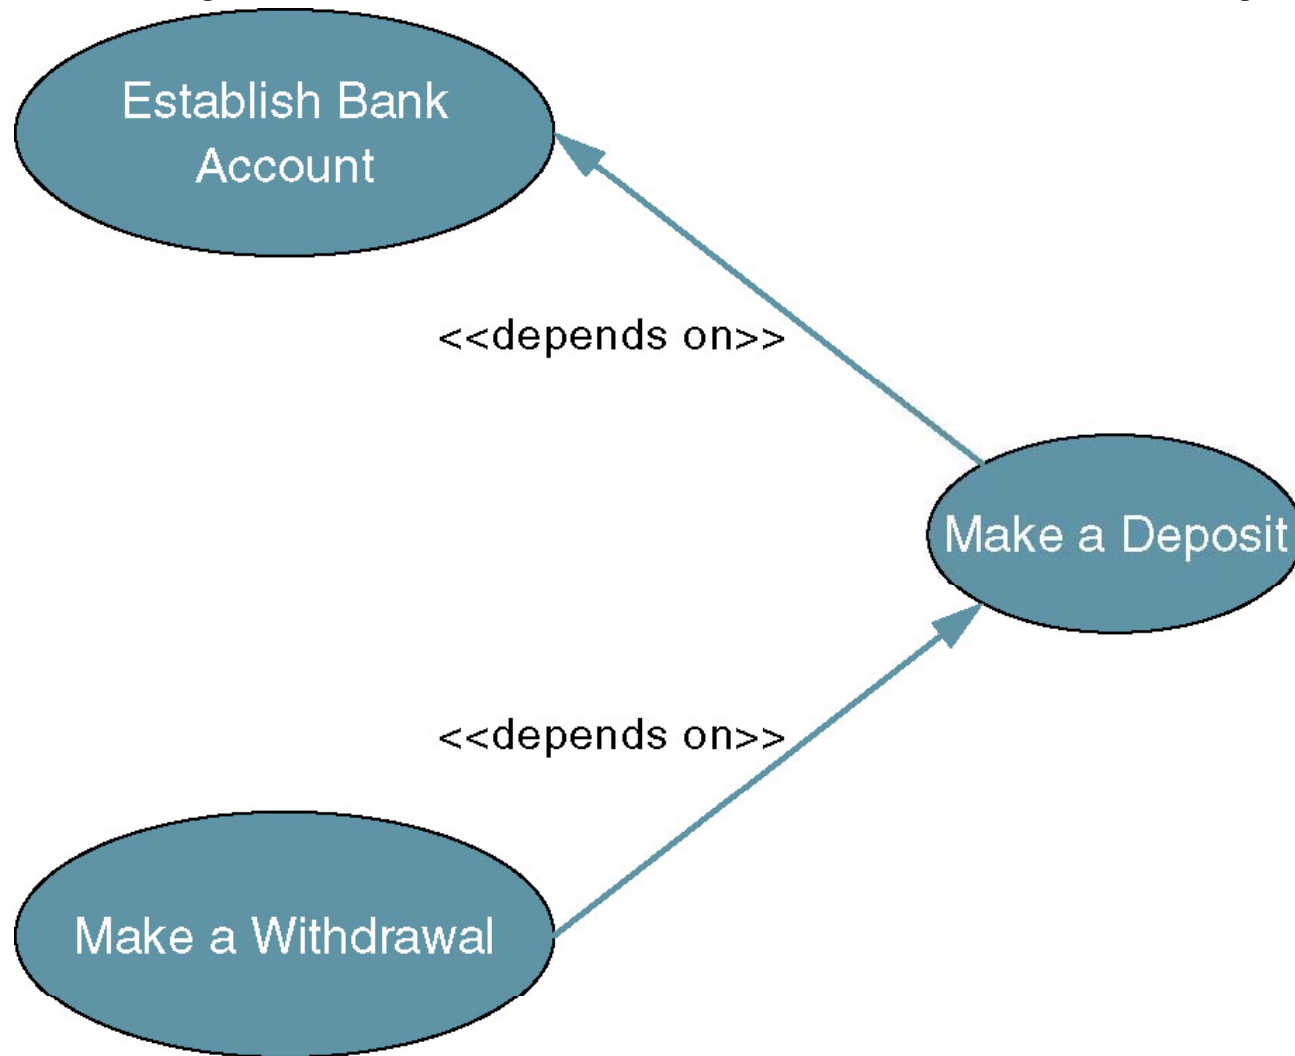 Establish Bank
Account
<<depends on>>
Make a Deposit
<<depends on>>
Make a Withdrawal